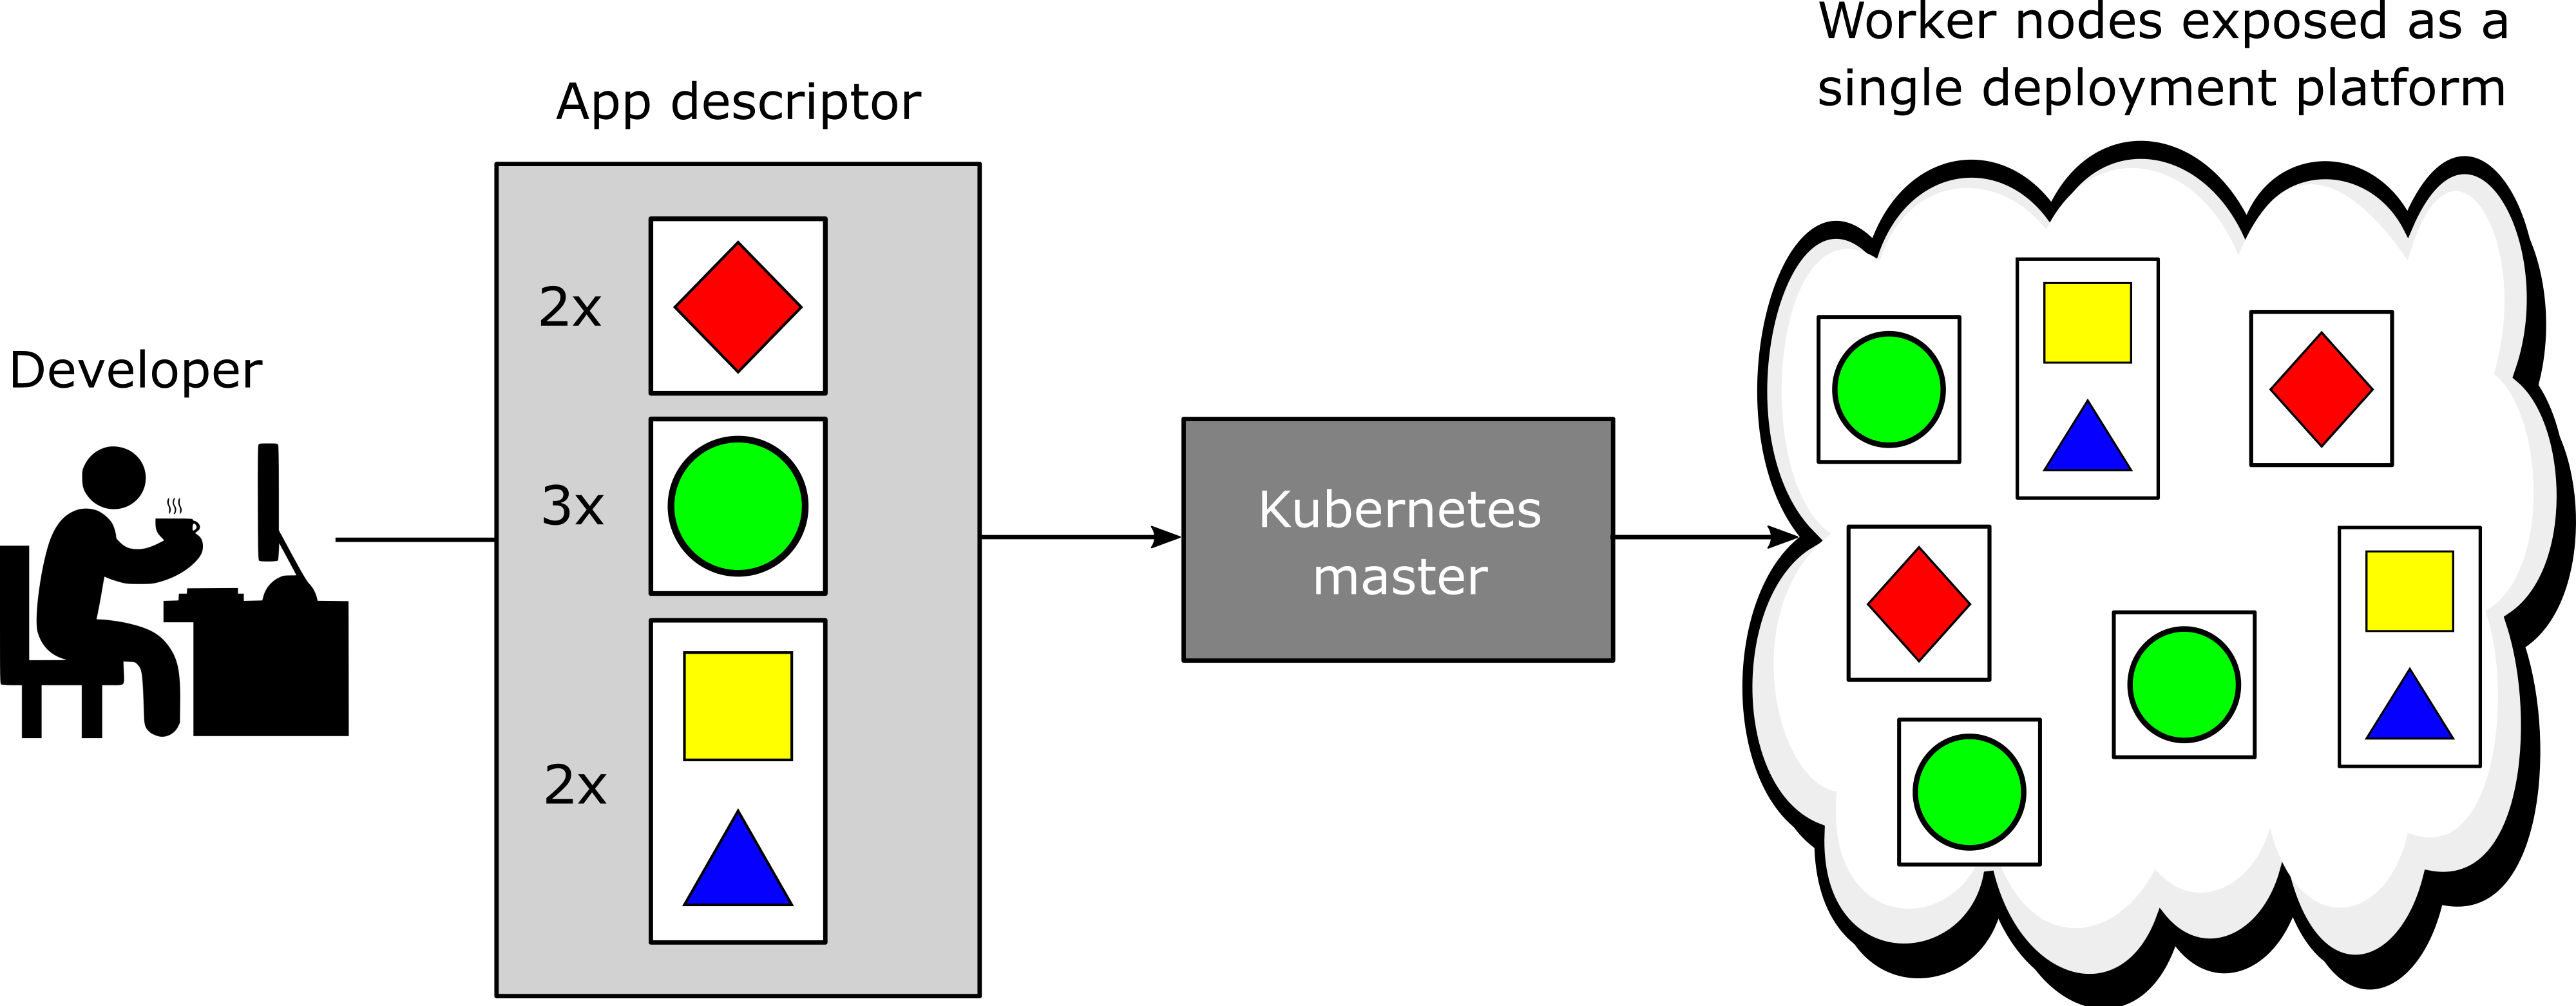 Developer
App descriptor
2x
3x
2x
Kubernetes
master
Worker nodes exposed as a
single deployment platform